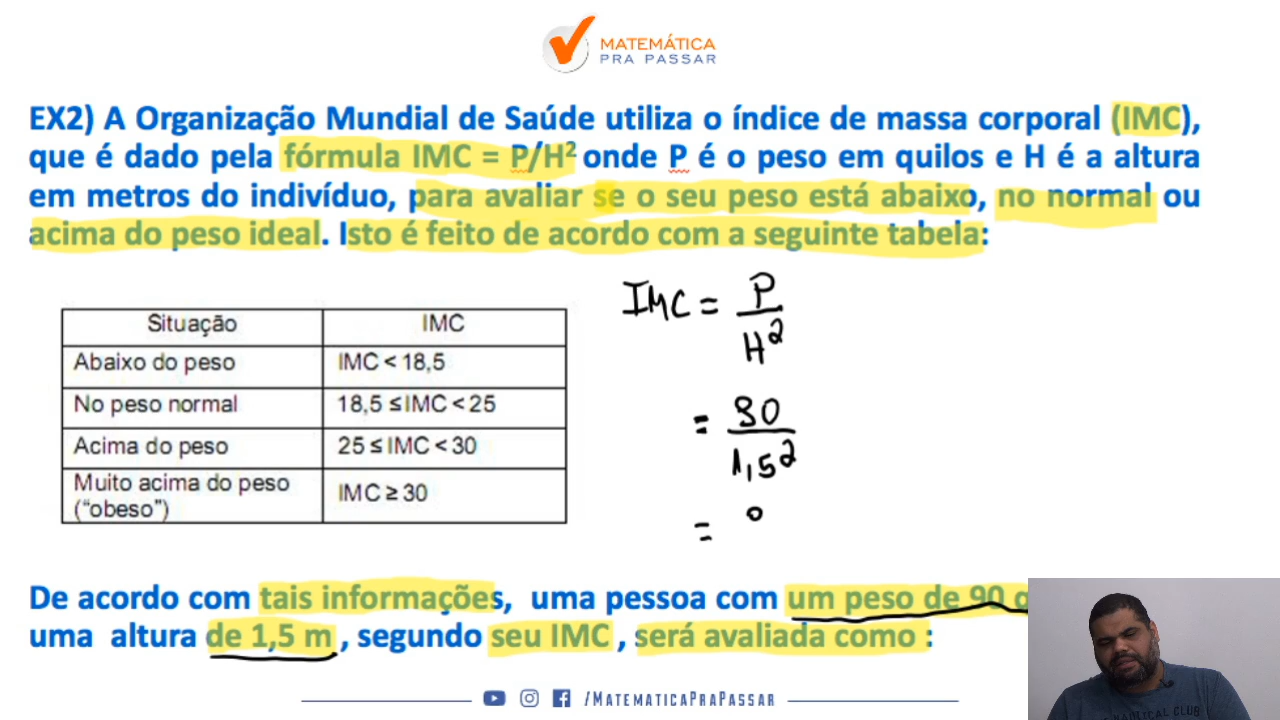 MATEMÁTICA
PRA PASSAR
EX2) A Organização Mundial de Saúde utiliza o índice de massa corporal (IMC),
que é dado pela fórmula IMC = P/H² onde P é o peso em quilos e H é a altura
em metros do indivíduo, para avaliar se o seu peso está abaixo, no normal ou
acima do peso ideal. Isto é feito de acordo com a seguinte tabela:
Situação IMC
Abaixo do peso IMC < 18,5
No peso normal 18,5 ≤ IMC < 25
Acima do peso 25 ≤ IMC < 30
Muito acima do peso
("obeso") IMC ≥ 30
IMC = P
H²
= 90
1,5²
=
De acordo com tais informações, uma pessoa com um peso de 90
uma altura de 1,5 m , segundo seu IMC , será avaliada como :
/MATEMATICAPRAPASSAR